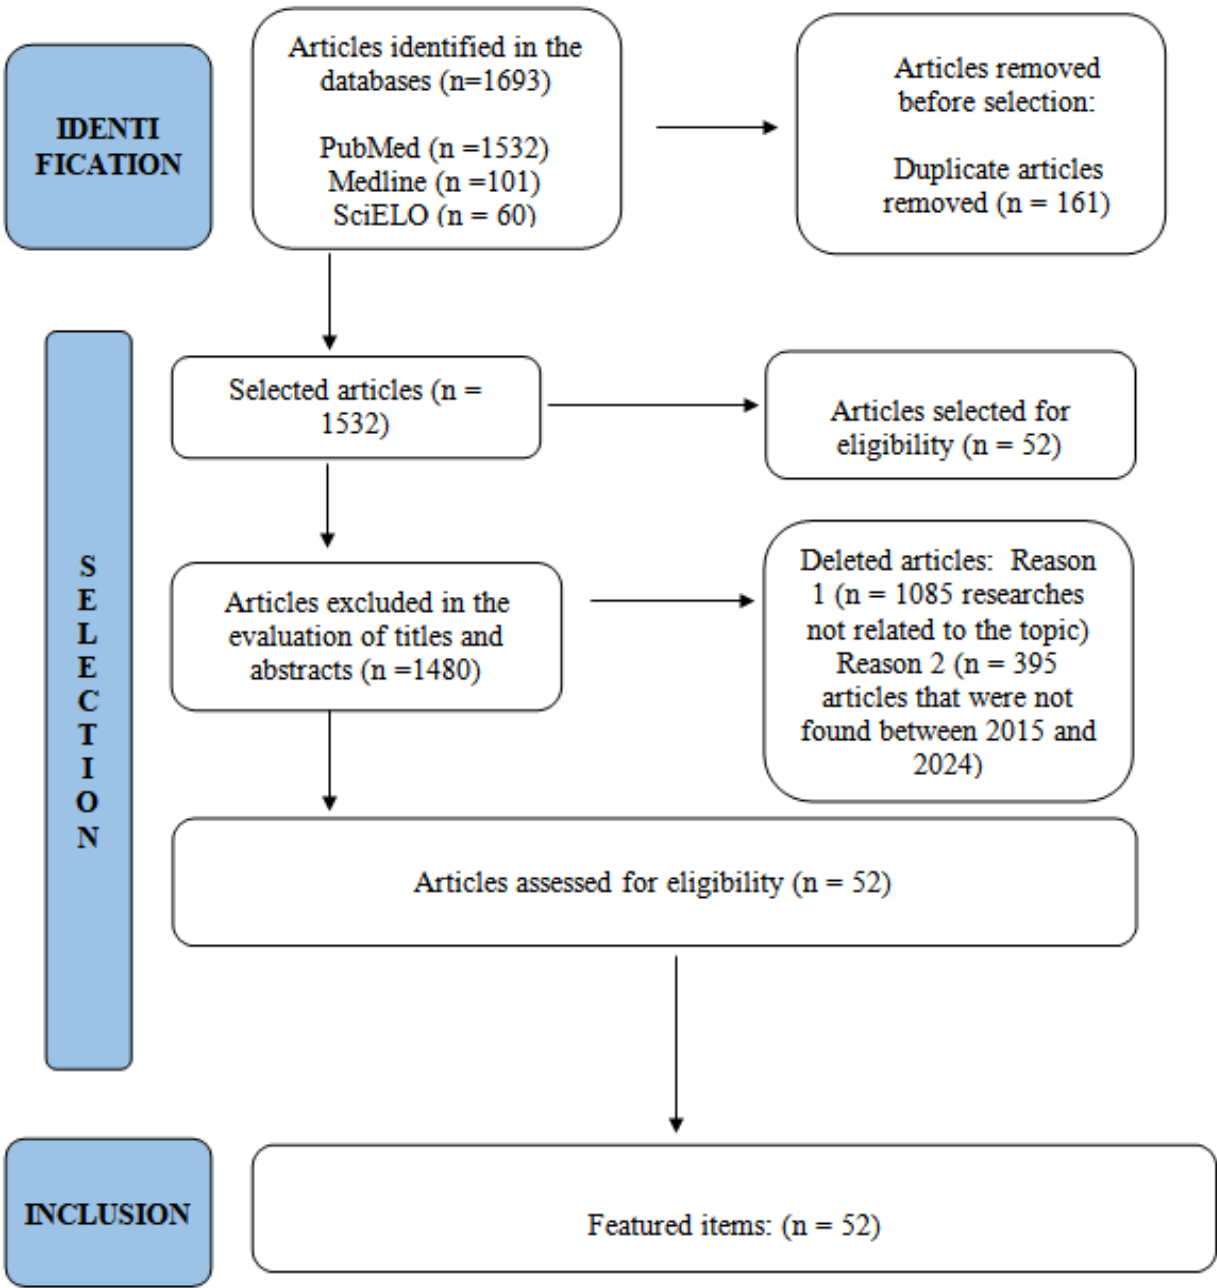 IDENTI
FICATION
Articles identified in the
databases (n=1693)
PubMed (n =1532)
Medline (n =101)
SciELO (n = 60)
Articles removed
before selection:
Duplicate articles
removed (n = 161)
S
E
L
E
C
T
I
O
N
Selected articles (n =
1532)
Articles selected for
eligibility (n = 52)
Articles excluded in the
evaluation of titles and
abstracts (n =1480)
Deleted articles:  Reason
1 (n = 1085 researches
not related to the topic)
Reason 2 (n = 395
articles that were not
found between 2015 and
2024)
Articles assessed for eligibility (n = 52)
INCLUSION
Featured items: (n = 52)